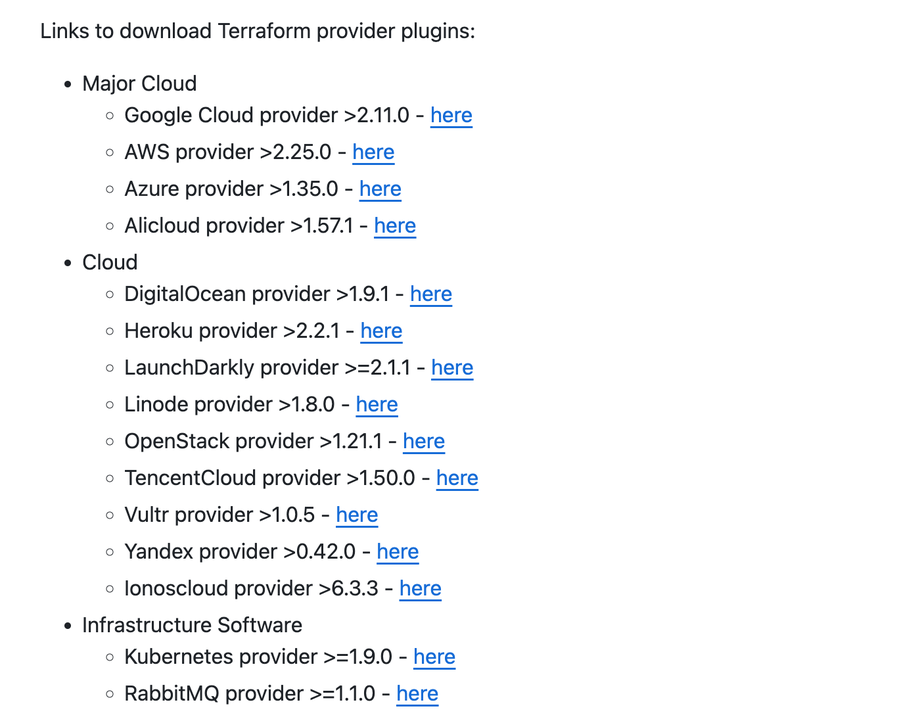 Links to download Terraform provider plugins:
• Major Cloud
◦ Google Cloud provider >2.11.0 - here
◦ AWS provider >2.25.0 - here
◦ Azure provider >1.35.0 - here
◦ Alicloud provider >1.57.1 - here
• Cloud
◦ DigitalOcean provider >1.9.1 - here
◦ Heroku provider >2.2.1 - here
◦ LaunchDarkly provider >=2.1.1 - here
◦ Linode provider >1.8.0 - here
◦ OpenStack provider >1.21.1 - here
◦ TencentCloud provider >1.50.0 - here
◦ Vultr provider >1.0.5 - here
◦ Yandex provider >0.42.0 - here
◦ Ionoscloud provider >6.3.3 - here
• Infrastructure Software
◦ Kubernetes provider >=1.9.0 - here
◦ RabbitMQ provider >=1.1.0 - here